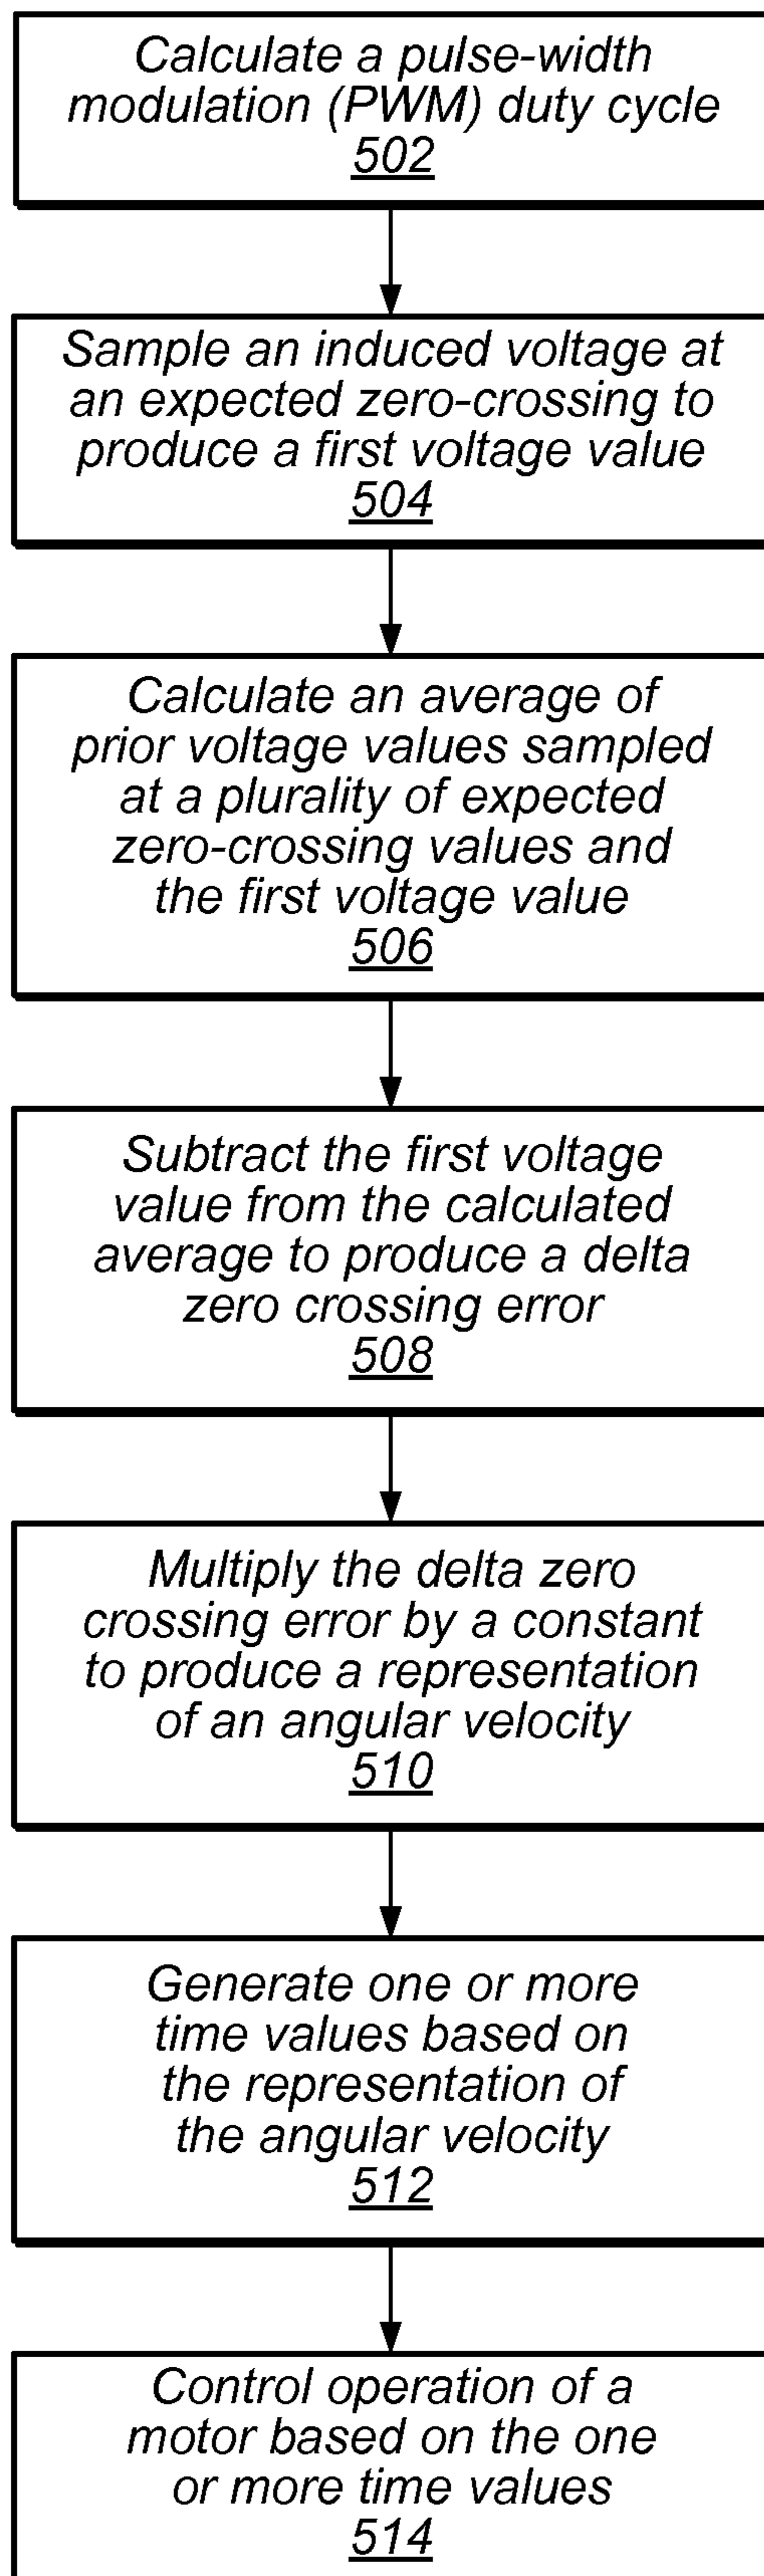 Calculate a pulse-width
modulation (PWM) duty cycle
502
Sample an induced voltage at
an expected zero-crossing to
produce a first voltage value
504
Calculate an average of
prior voltage values sampled
at a plurality of expected
zero-crossing values and
the first voltage value
506
Subtract the first voltage
value from the calculated
average to produce a delta
zero crossing error
508
Multiply the delta zero
crossing error by a constant
to produce a representation
of an angular velocity
510
Generate one or more
time values based on
the representation of
the angular velocity
512
Control operation of a
motor based on the one
or more time values
514